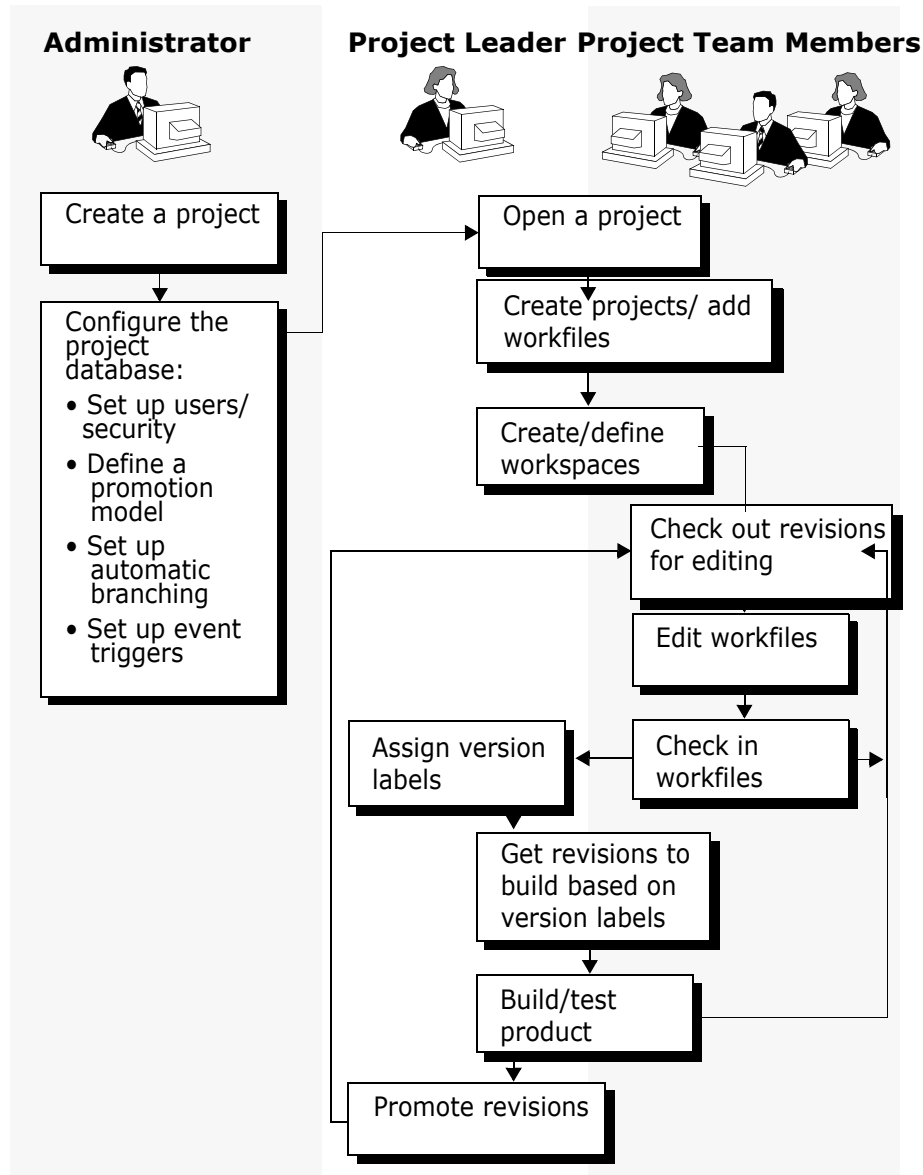 Administrator
Project Leader
Project Team Members
Create a project
Configure the
project
database:
• Set up users/
security
• Define a
promotion
model
• Set up
automatic
branching
• Set up event
triggers
Open a project
Create projects/ add
workfiles
Create/define
workspaces
Check out revisions
for editing
Edit workfiles
Check in
workfiles
Assign version
labels
Get revisions to
build based on
version labels
Build/test
product
Promote revisions